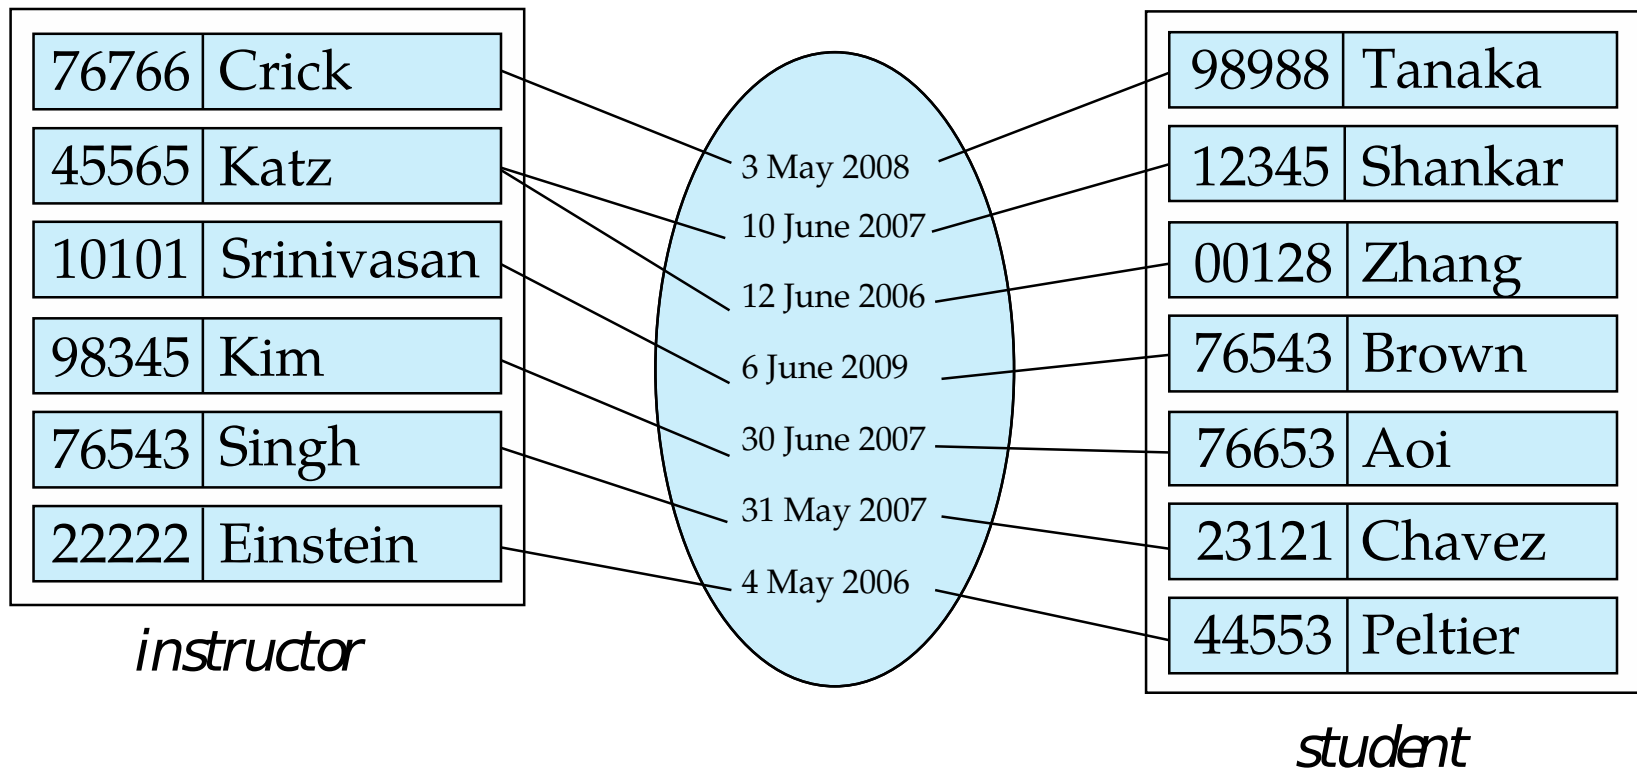 76766 Crick
45565 Katz
10101 Srinivasan
98345 Kim
76543 Singh
22222 Einstein
instructor
3 May 2008
10 June 2007
12 June 2006
6 June 2009
30 June 2007
31 May 2007
4 May 2006
98988 Tanaka
12345 Shankar
00128 Zhang
76543 Brown
76653 Aoi
23121 Chavez
44553 Peltier
student